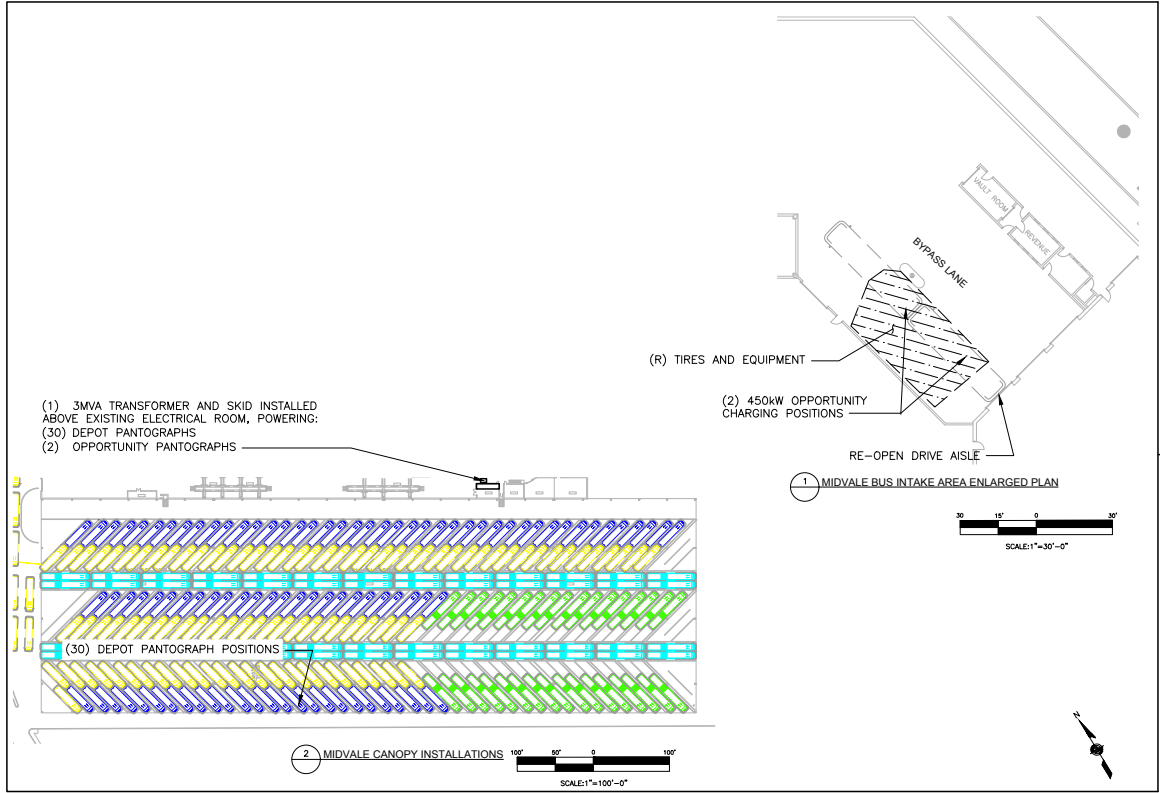 VAULT ROOM
REVENUE
BYPASS LANE
(R) TIRES AND EQUIPMENT
(2) 450kW OPPORTUNITY
CHARGING POSITIONS
RE-OPEN DRIVE AISLE
1
MIDVALE BUS INTAKE AREA ENLARGED PLAN
30 15' 0 30'
SCALE:1"=30'-0"
(1) 3MVA TRANSFORMER AND SKID INSTALLED
ABOVE EXISTING ELECTRICAL ROOM, POWERING:
(30) DEPOT PANTOGRAPHS
(2) OPPORTUNITY PANTOGRAPHS
(30) DEPOT PANTOGRAPH POSITIONS
2
MIDVALE CANOPY INSTALLATIONS
100' 50' 0 100'
SCALE:1"=100'-0"
N